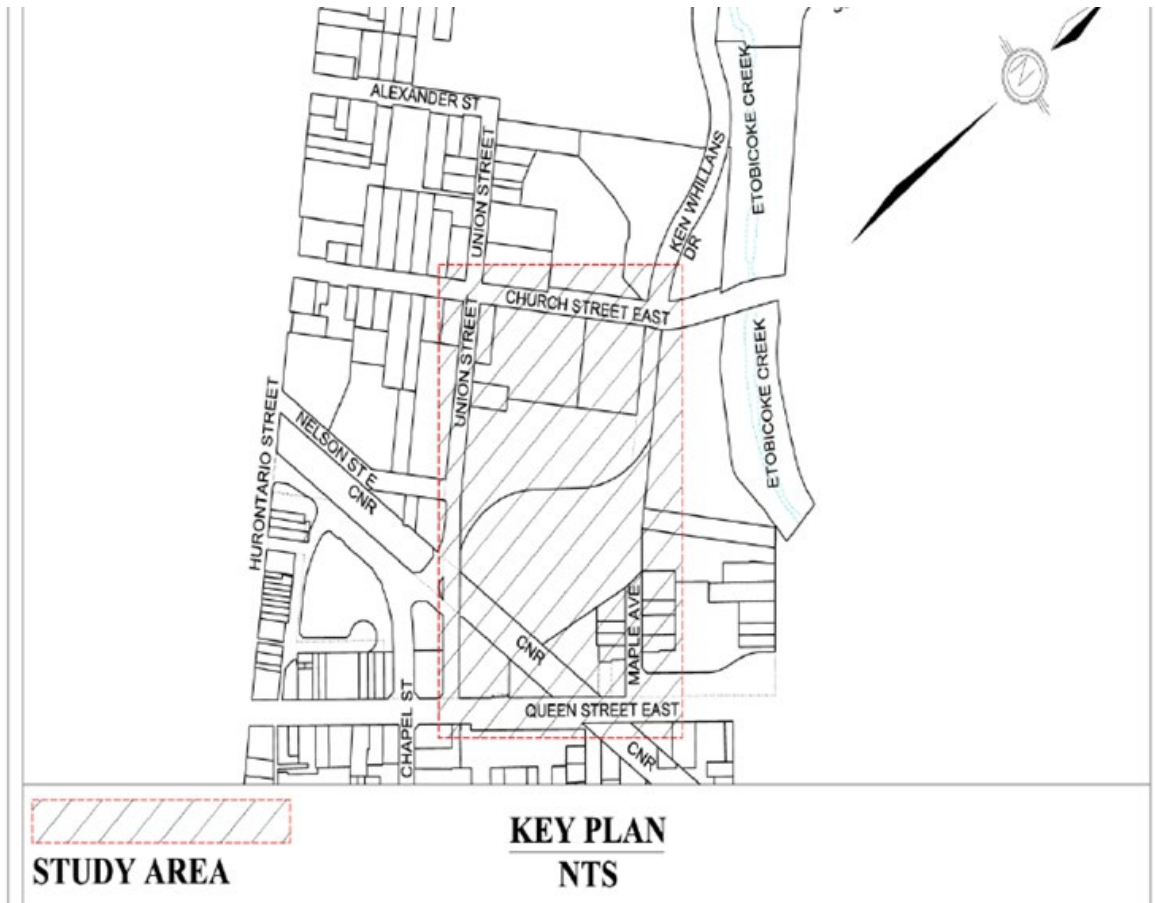 ALEXANDER ST
UNION STREET
KEN WHILLANS
DR
ETOBICOKE CREEK
N
CHURCH STREET EAST
UNION STREET
ETOBICOKE CREEK
HURONTARIO STREET
NELSON ST E
CNR
CNR
MAPLE AVE
CHAPEL ST
QUEEN STREET EAST
CNR
STUDY AREA
KEY PLAN
NTS